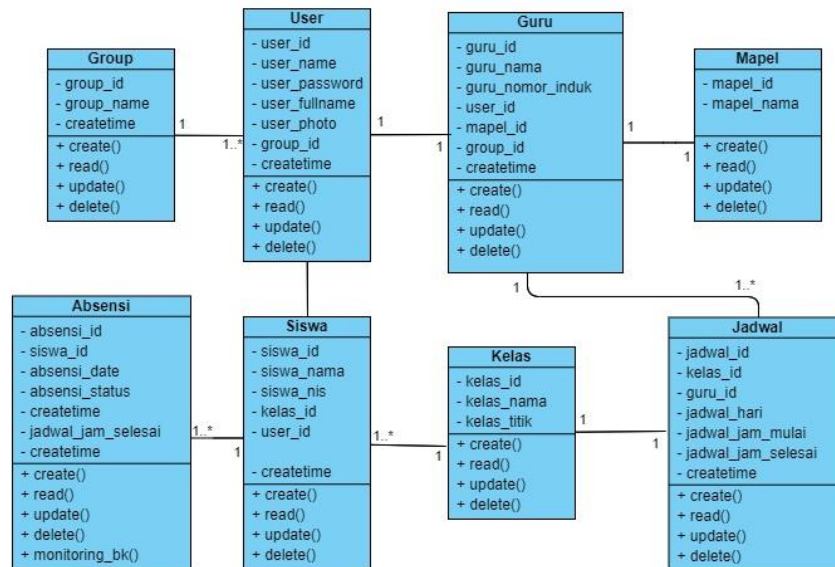 Group
- group_id
- group_name
- createtime
+ create()
+ read()
+ update()
+ delete()
1
1..*
User
- user_id
- user_name
- user_password
- user_fullname
- user_photo
- group_id
- createtime
+ create()
+ read()
+ update()
+ delete()
1
1
Guru
- guru_id
- guru_nama
- guru_nomor_induk
- user_id
- mapel_id
- group_id
- createtime
+ create()
+ read()
+ update()
+ delete()
1
1
Mapel
- mapel_id
- mapel_nama
+ create()
+ read()
+ update()
+ delete()
1
1..*
Absensi
- absensi_id
- siswa_id
- absensi_date
- absensi_status
- createtime
- jadwal_jam_selesai
- createtime
+ create()
+ read()
+ update()
+ delete()
+ monitoring_bk()
1..*
1
Siswa
- siswa_id
- siswa_nama
- siswa_nis
- kelas_id
- user_id
- createtime
+ create()
+ read()
+ update()
+ delete()
1..*
1
Kelas
- kelas_id
- kelas_nama
- kelas_titik
+ create()
+ read()
+ update()
+ delete()
1
1
Jadwal
- jadwal_id
- kelas_id
- guru_id
- jadwal_hari
- jadwal_jam_mulai
- jadwal_jam_selesai
- createtime
+ create()
+ read()
+ update()
+ delete()